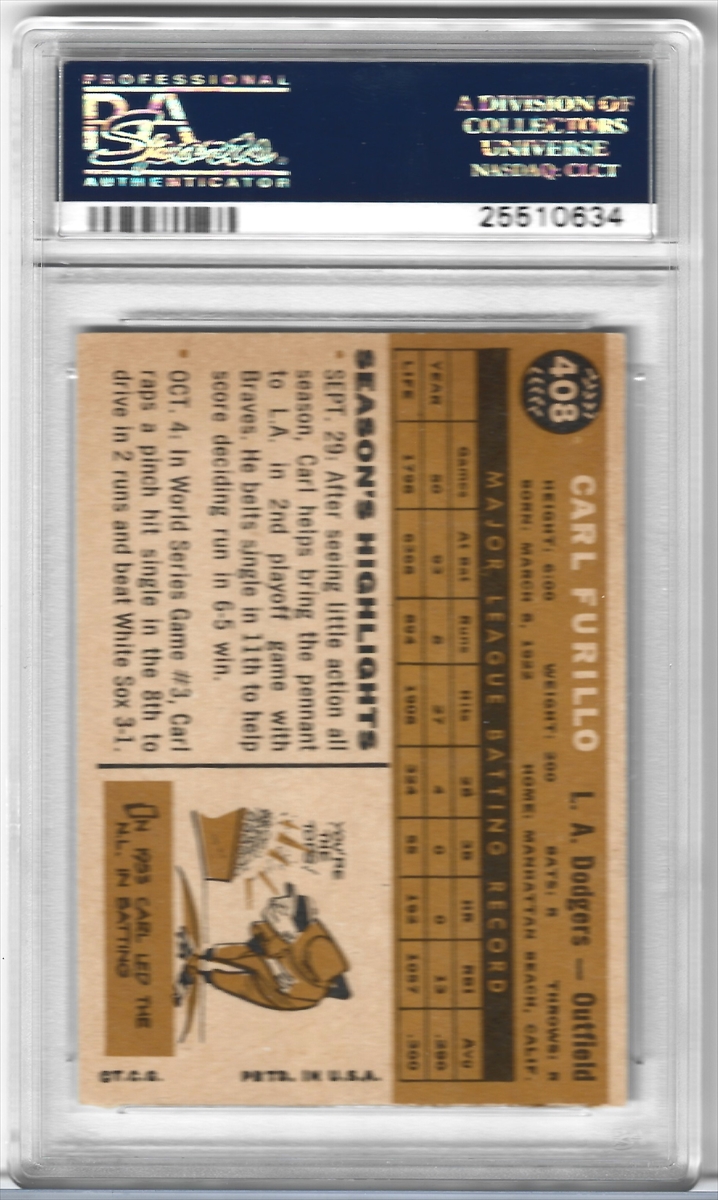 PROFESSIONAL
PSA
Sports
AUTHENTICATOR
A DIVISION OF
COLLECTORS
UNIVERSE
NASDAQ: CLCT
25510634
408
CARL FURILLO L. A. Dodgers — Outfield
HEIGHT: 6:00 WEIGHT: 200 BATS: R THROWS: R
BORN: MARCH 8, 1922 HOME: MANHATTAN BEACH, CALIF.
MAJOR LEAGUE BATTING RECORD
Games At Bat Runs Hits 2B 3B HR RBI Avg
YEAR 50 93 8 27 4 0 0 13 .290
LIFE 1798 6368 894 1906 324 56 192 1057 .300
SEASON'S HIGHLIGHTS
• SEPT. 29: After seeing little action all
season, Carl helps bring the pennant
to L.A. in 2nd playoff game with
Braves. He belts single in 11th to help
score deciding run in 6-5 win.
• OCT. 4: In World Series Game #3, Carl
raps a pinch hit single in the 8th to
drive in 2 runs and beat White Sox 3-1.
YOU'RE
THE
TOPS!
IN 1953 CARL LED THE
N.L. IN BATTING
©T.C.G. PRTD. IN U.S.A.